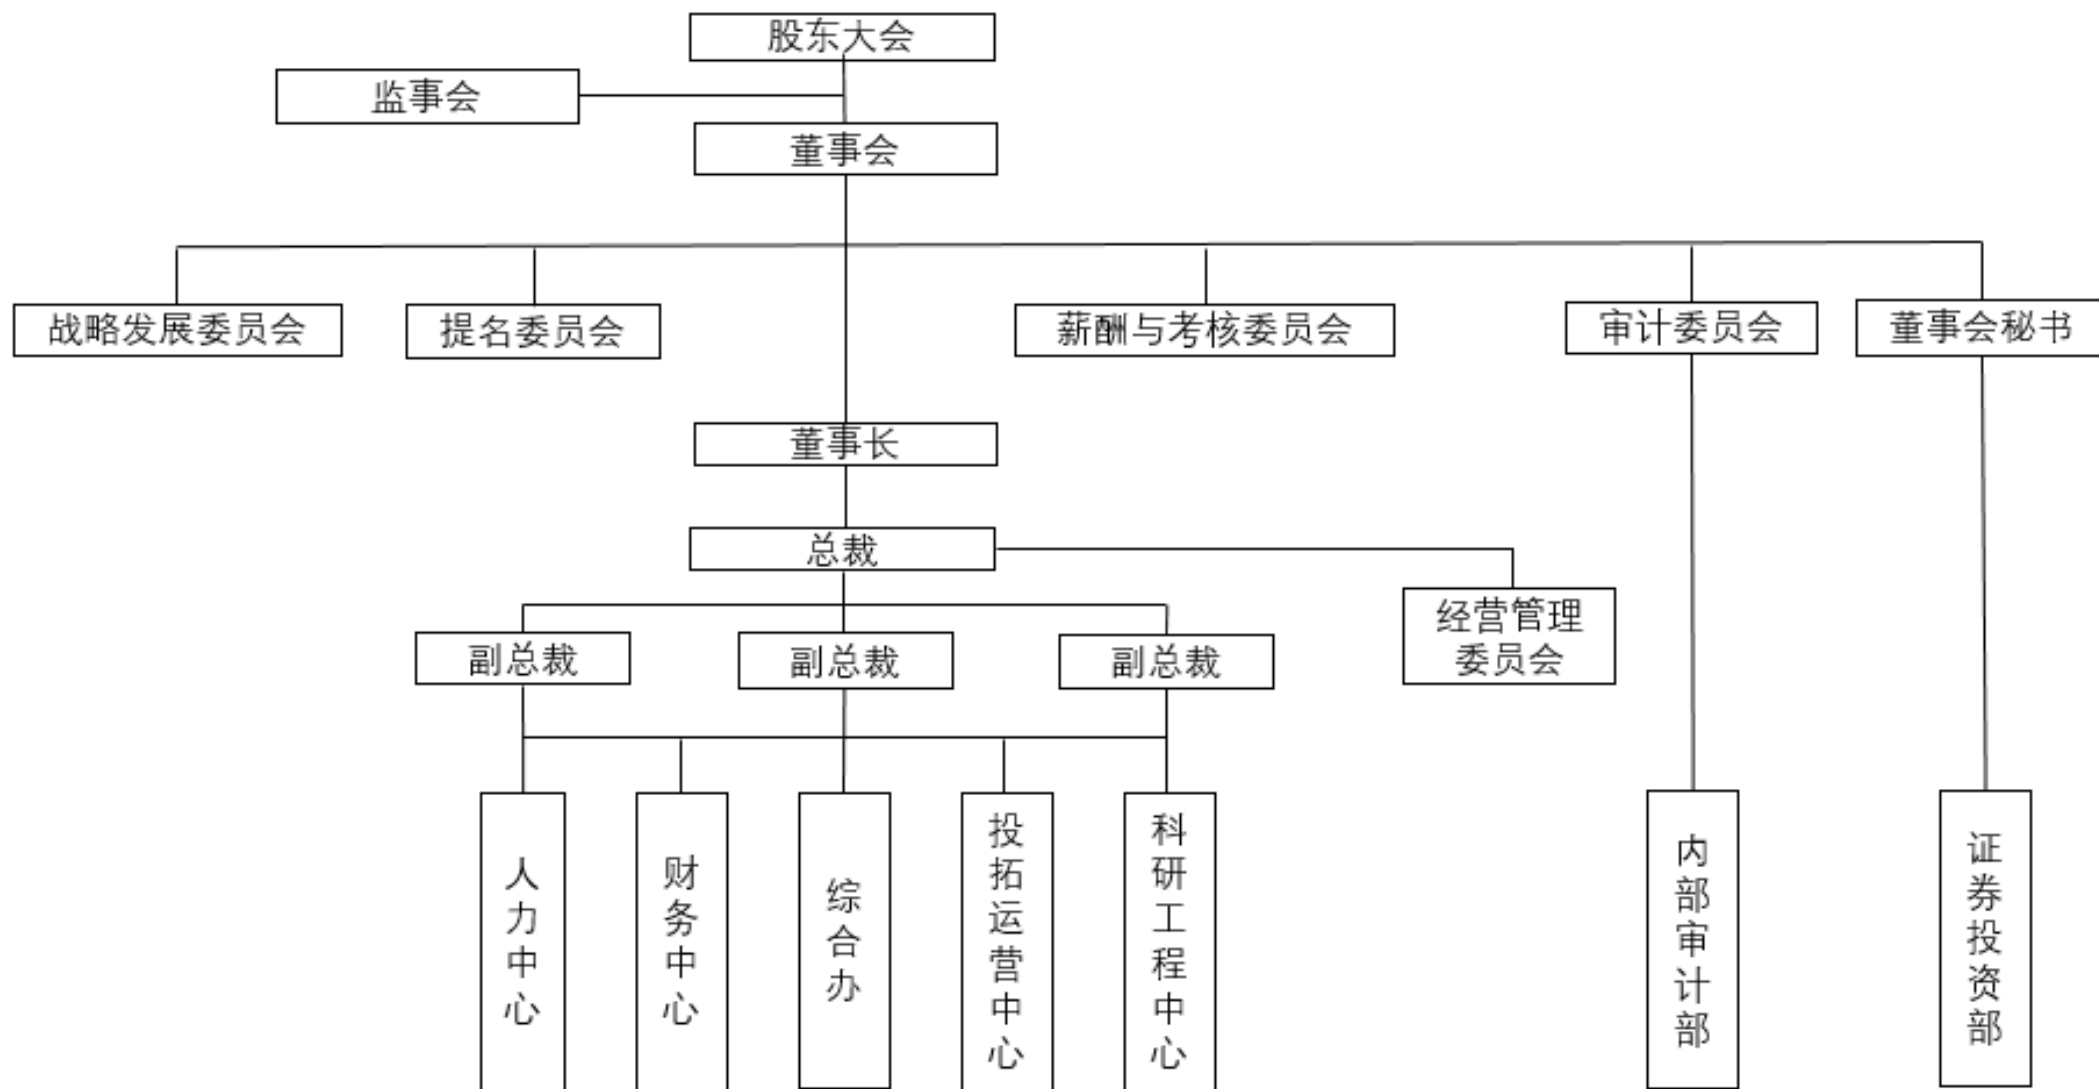 股东大会
监事会
董事会
战略发展委员会
提名委员会
薪酬与考核委员会
审计委员会
董事会秘书
董事长
总裁
经营管理
委员会
副总裁
副总裁
副总裁
人力中心
财务中心
综合办
投拓运营中心
科研工程中心
内部审计部
证券投资部